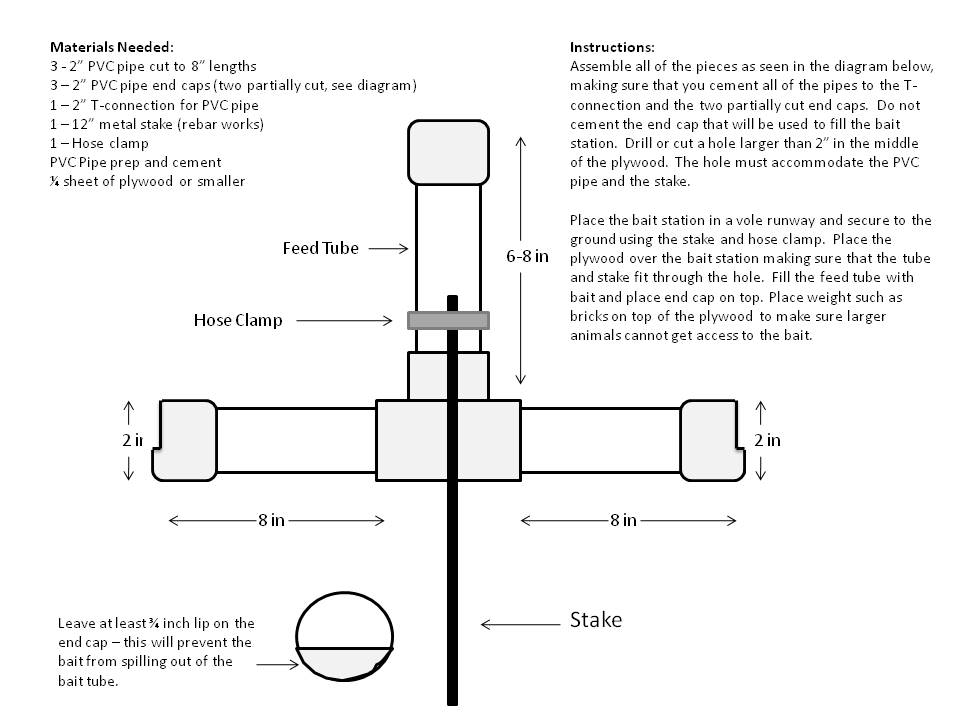 Materials Needed:
3 - 2” PVC pipe cut to 8” lengths
3 – 2” PVC pipe end caps (two partially cut, see diagram)
1 – 2” T-connection for PVC pipe
1 – 12” metal stake (rebar works)
1 – Hose clamp
PVC Pipe prep and cement
¼ sheet of plywood or smaller
Instructions:
Assemble all of the pieces as seen in the diagram below,
making sure that you cement all of the pipes to the T-
connection and the two partially cut end caps. Do not
cement the end cap that will be used to fill the bait
station. Drill or cut a hole larger than 2” in the middle
of the plywood. The hole must accommodate the PVC
pipe and the stake.
Place the bait station in a vole runway and secure to the
ground using the stake and hose clamp. Place the
plywood over the bait station making sure that the tube
and stake fit through the hole. Fill the feed tube with
bait and place end cap on top. Place weight such as
bricks on top of the plywood to make sure larger
animals cannot get access to the bait.
Feed Tube
6-8 in
Hose Clamp
2 in
2 in
8 in
8 in
Stake
Leave at least ¾ inch lip on the
end cap – this will prevent the
bait from spilling out of the
bait tube.